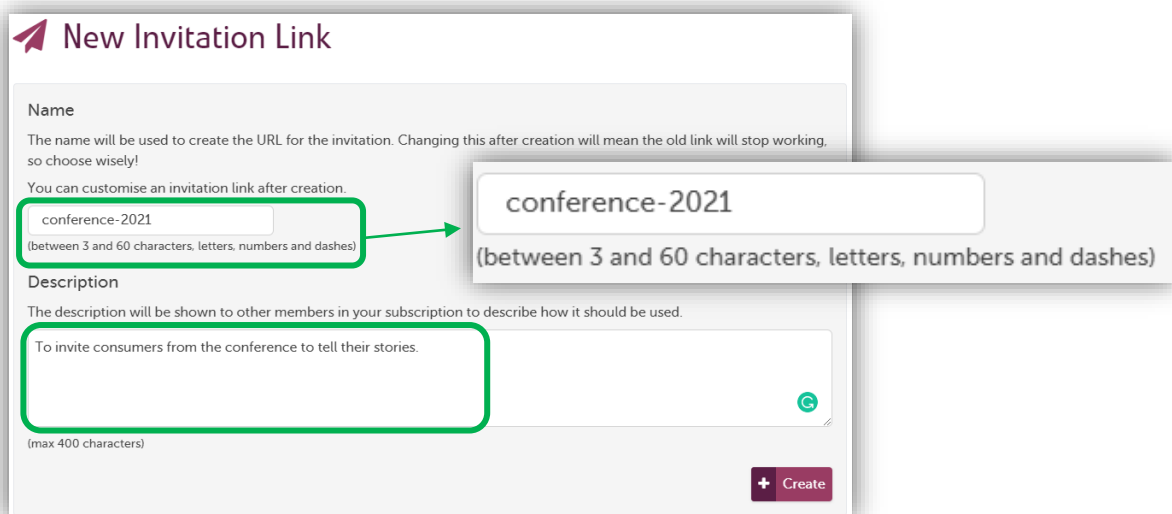 New Invitation Link
Name
The name will be used to create the URL for the invitation. Changing this after creation will mean the old link will stop working,
so choose wisely!
You can customise an invitation link after creation.
conference-2021
(between 3 and 60 characters, letters, numbers and dashes)
conference-2021
(between 3 and 60 characters, letters, numbers and dashes)
Description
The description will be shown to other members in your subscription to describe how it should be used.
To invite consumers from the conference to tell their stories.
G
(max 400 characters)
+ Create